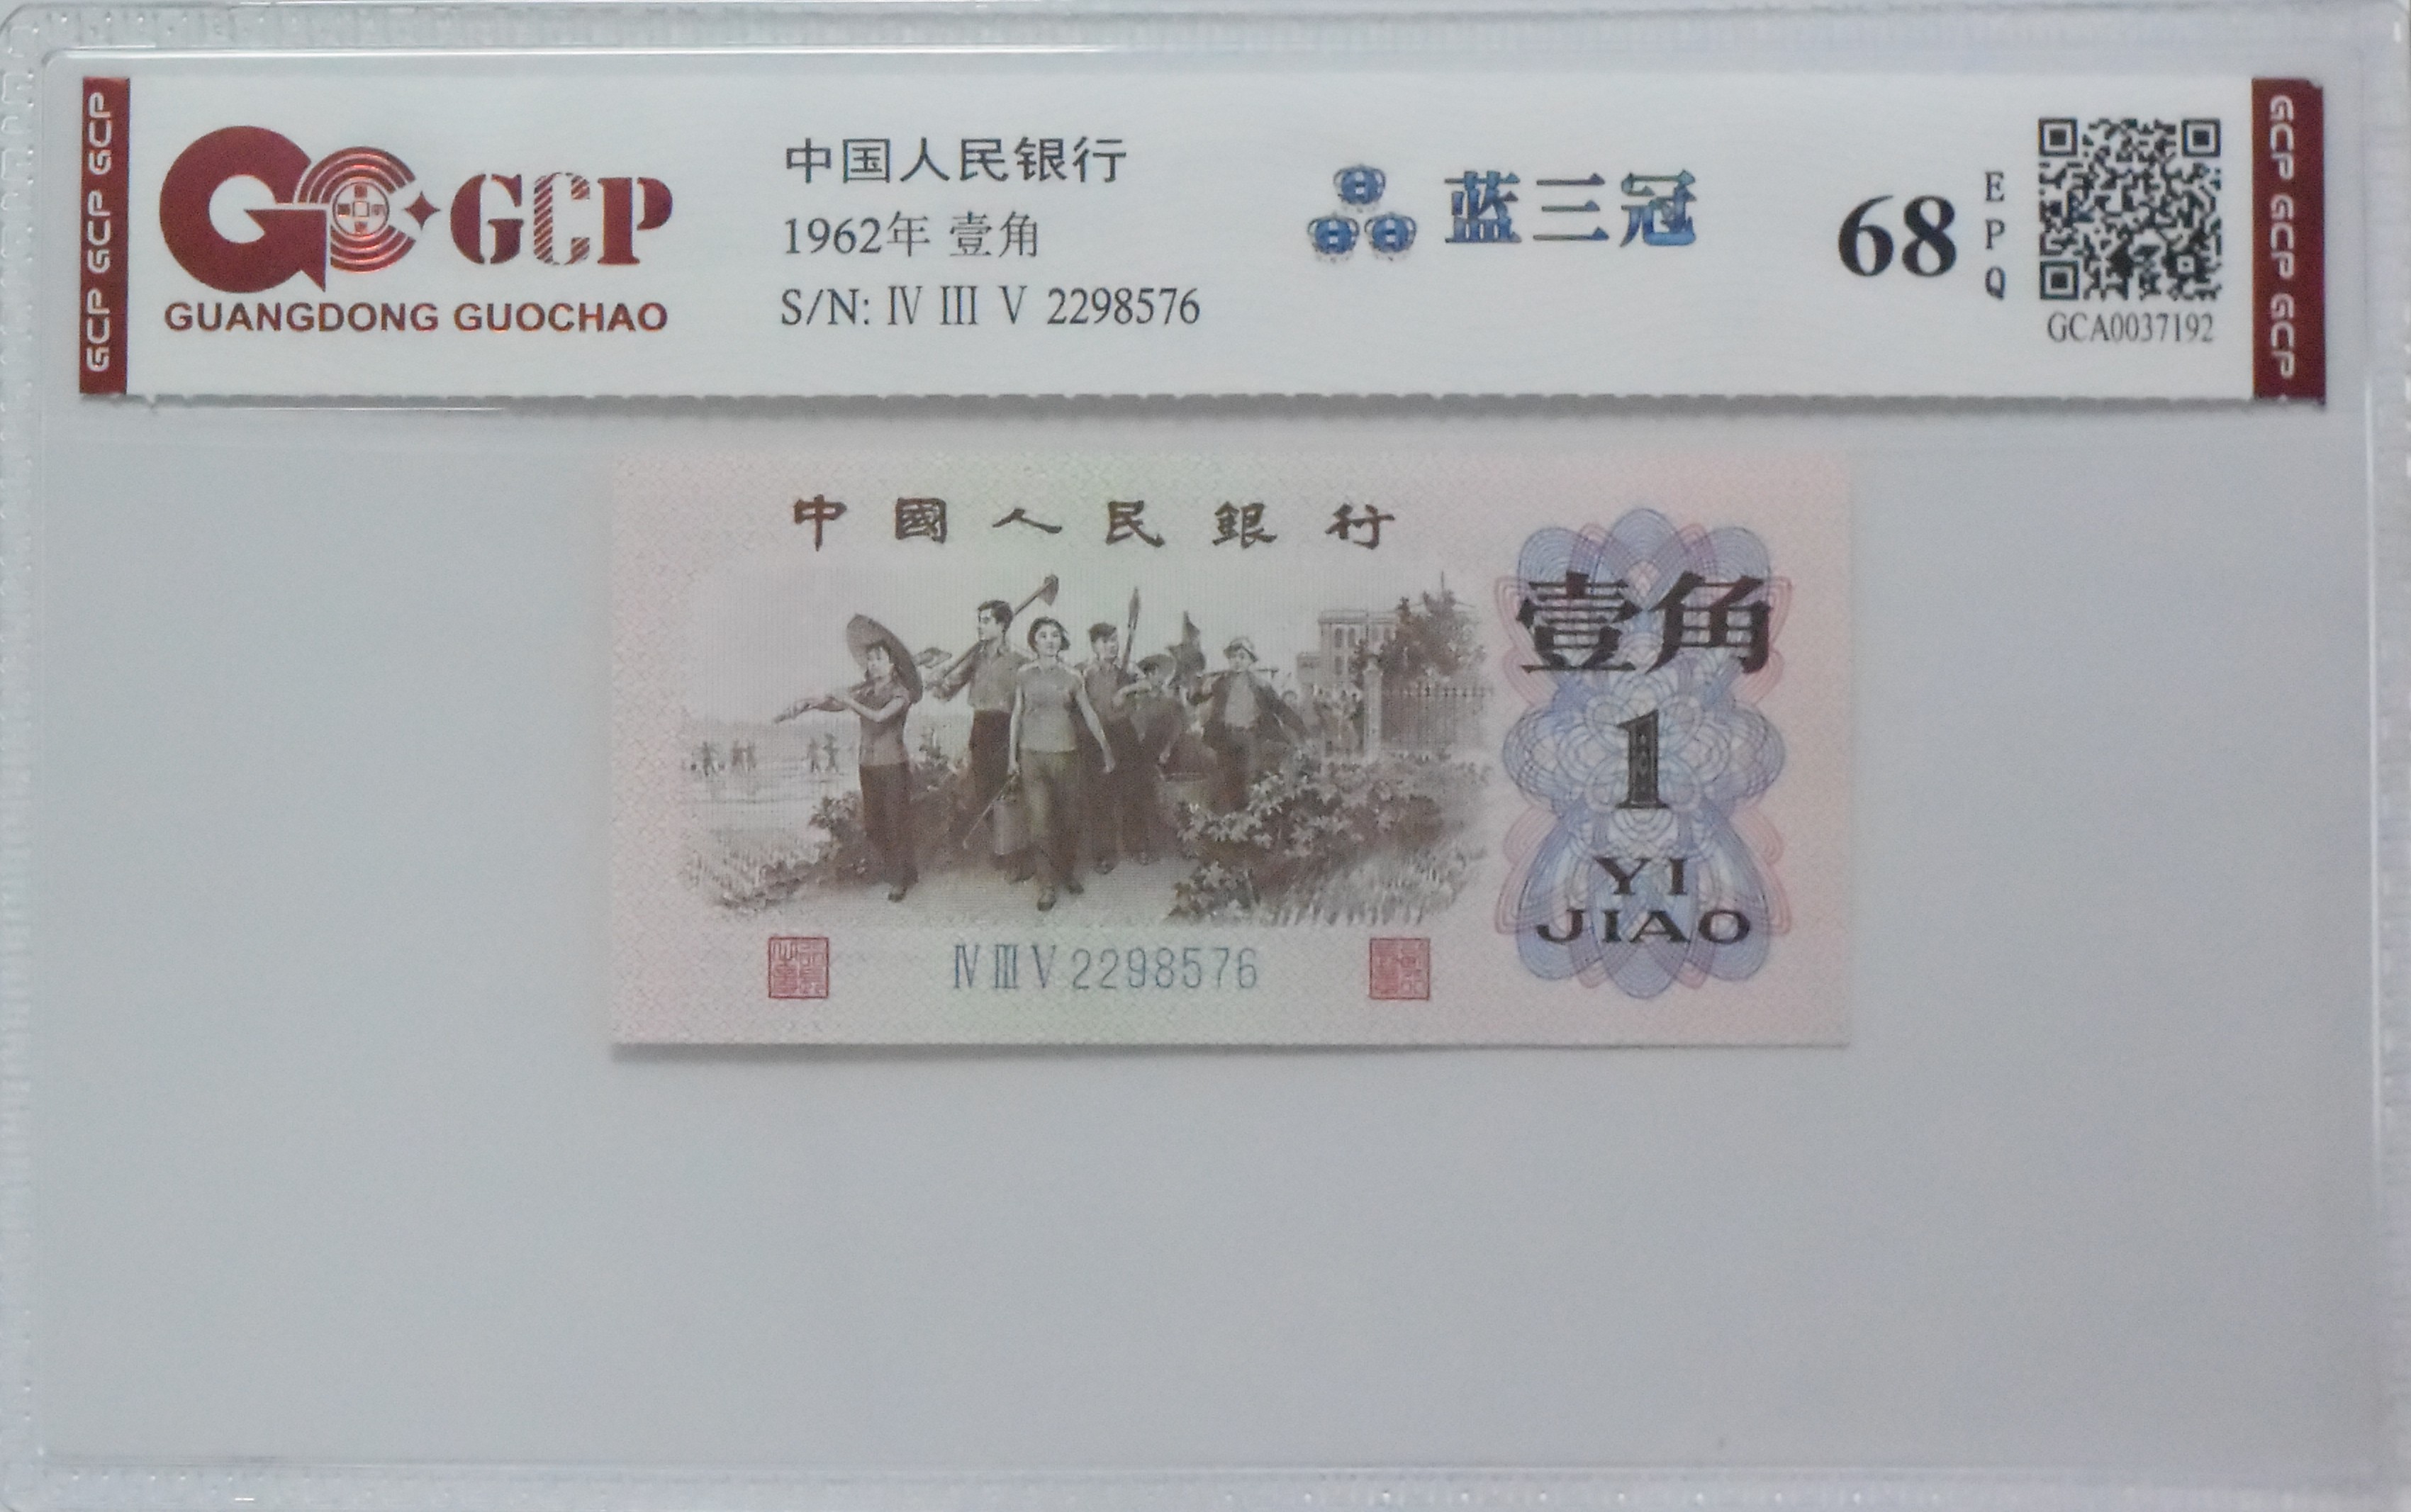 GCP GCP GCP
GCP
GUANGDONG GUOCHAO
中国人民银行
1962年 壹角
S/N: Ⅳ Ⅲ Ⅴ 2298576
蓝三冠
68
EPQ
GCA0037192
GCP GCP GCP
中國人民銀行
壹角
1
YI
JIAO
Ⅳ Ⅲ Ⅴ 2298576